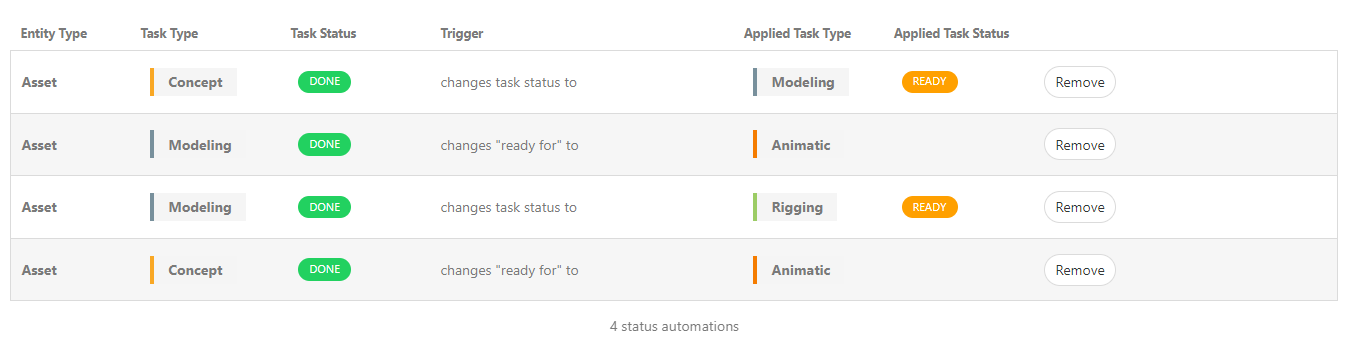 Entity Type Task Type Task Status Trigger Applied Task Type Applied Task Status
Asset Concept DONE changes task status to Modeling READY Remove
Asset Modeling DONE changes "ready for" to Animatic Remove
Asset Modeling DONE changes task status to Rigging READY Remove
Asset Concept DONE changes "ready for" to Animatic Remove
4 status automations